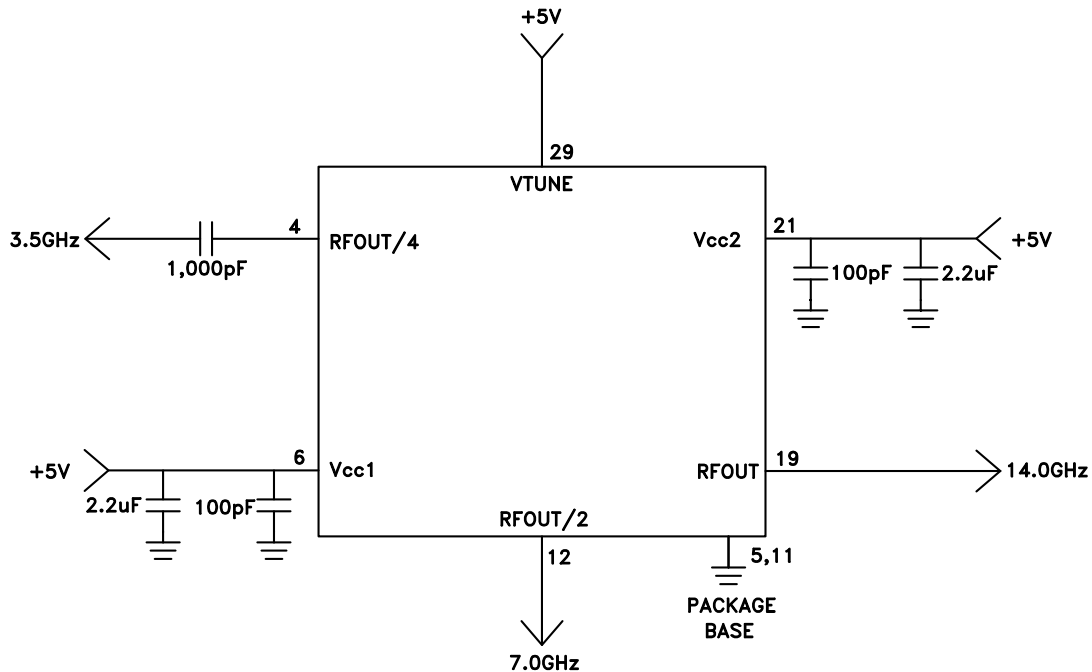 +5V
29
VTUNE
3.5GHz
4
RFOUT/4
1,000pF
Vcc2
21
+5V
100pF
2.2uF
+5V
6
Vcc1
2.2uF
100pF
RFOUT
19
14.0GHz
RFOUT/2
12
5,11
PACKAGE
BASE
7.0GHz